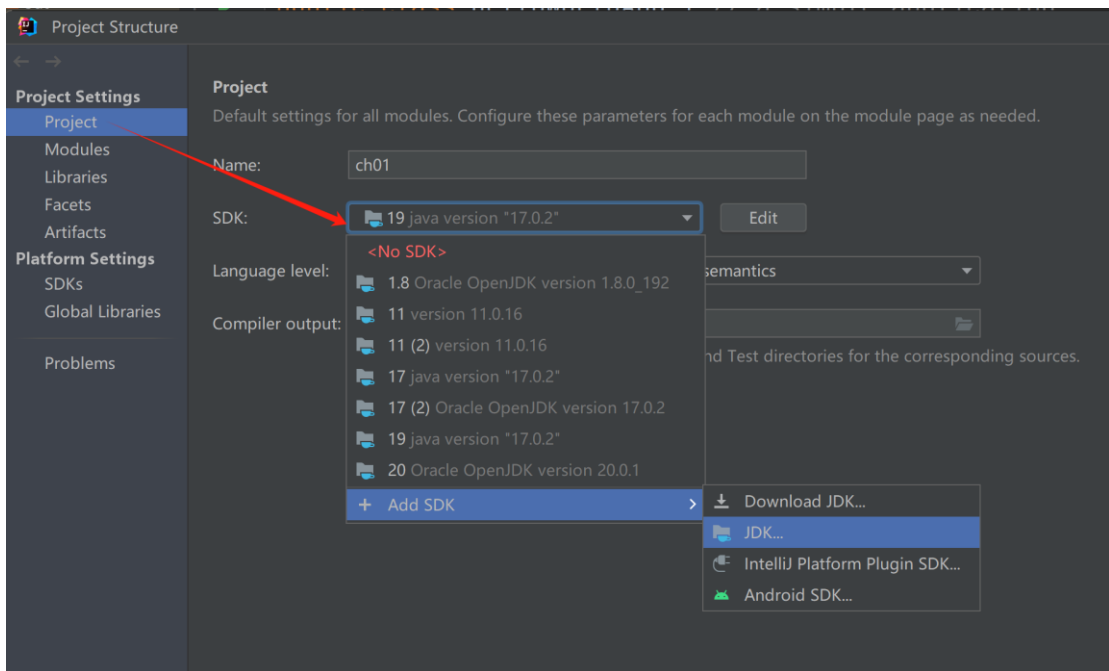 Project Structure
Project Settings
Project
Modules
Libraries
Facets
Artifacts
Platform Settings
SDKs
Global Libraries
Problems
Project
Default settings for all modules. Configure these parameters for each module on the module page as needed.
Name: ch01
SDK: 19 java version "17.0.2" Edit
<No SDK>
Language level: semantics
1.8 Oracle OpenJDK version 1.8.0_192
11 version 11.0.16
Compiler output:
11 (2) version 11.0.16
nd Test directories for the corresponding sources.
17 java version "17.0.2"
17 (2) Oracle OpenJDK version 17.0.2
19 java version "17.0.2"
20 Oracle OpenJDK version 20.0.1
+ Add SDK
Download JDK...
JDK...
IntelliJ Platform Plugin SDK...
Android SDK...